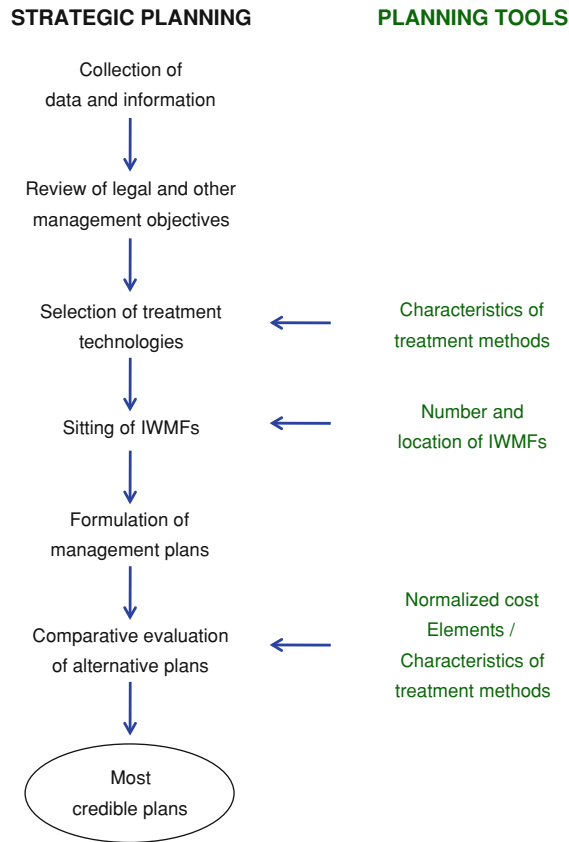 STRATEGIC PLANNING
PLANNING TOOLS
Collection of
data and information
Review of legal and other
management objectives
Selection of treatment
technologies
Characteristics of
treatment methods
Sitting of IWMFs
Number and
location of IWMFs
Formulation of
management plans
Comparative evaluation
of alternative plans
Normalized cost
Elements /
Characteristics of
treatment methods
Most
credible plans